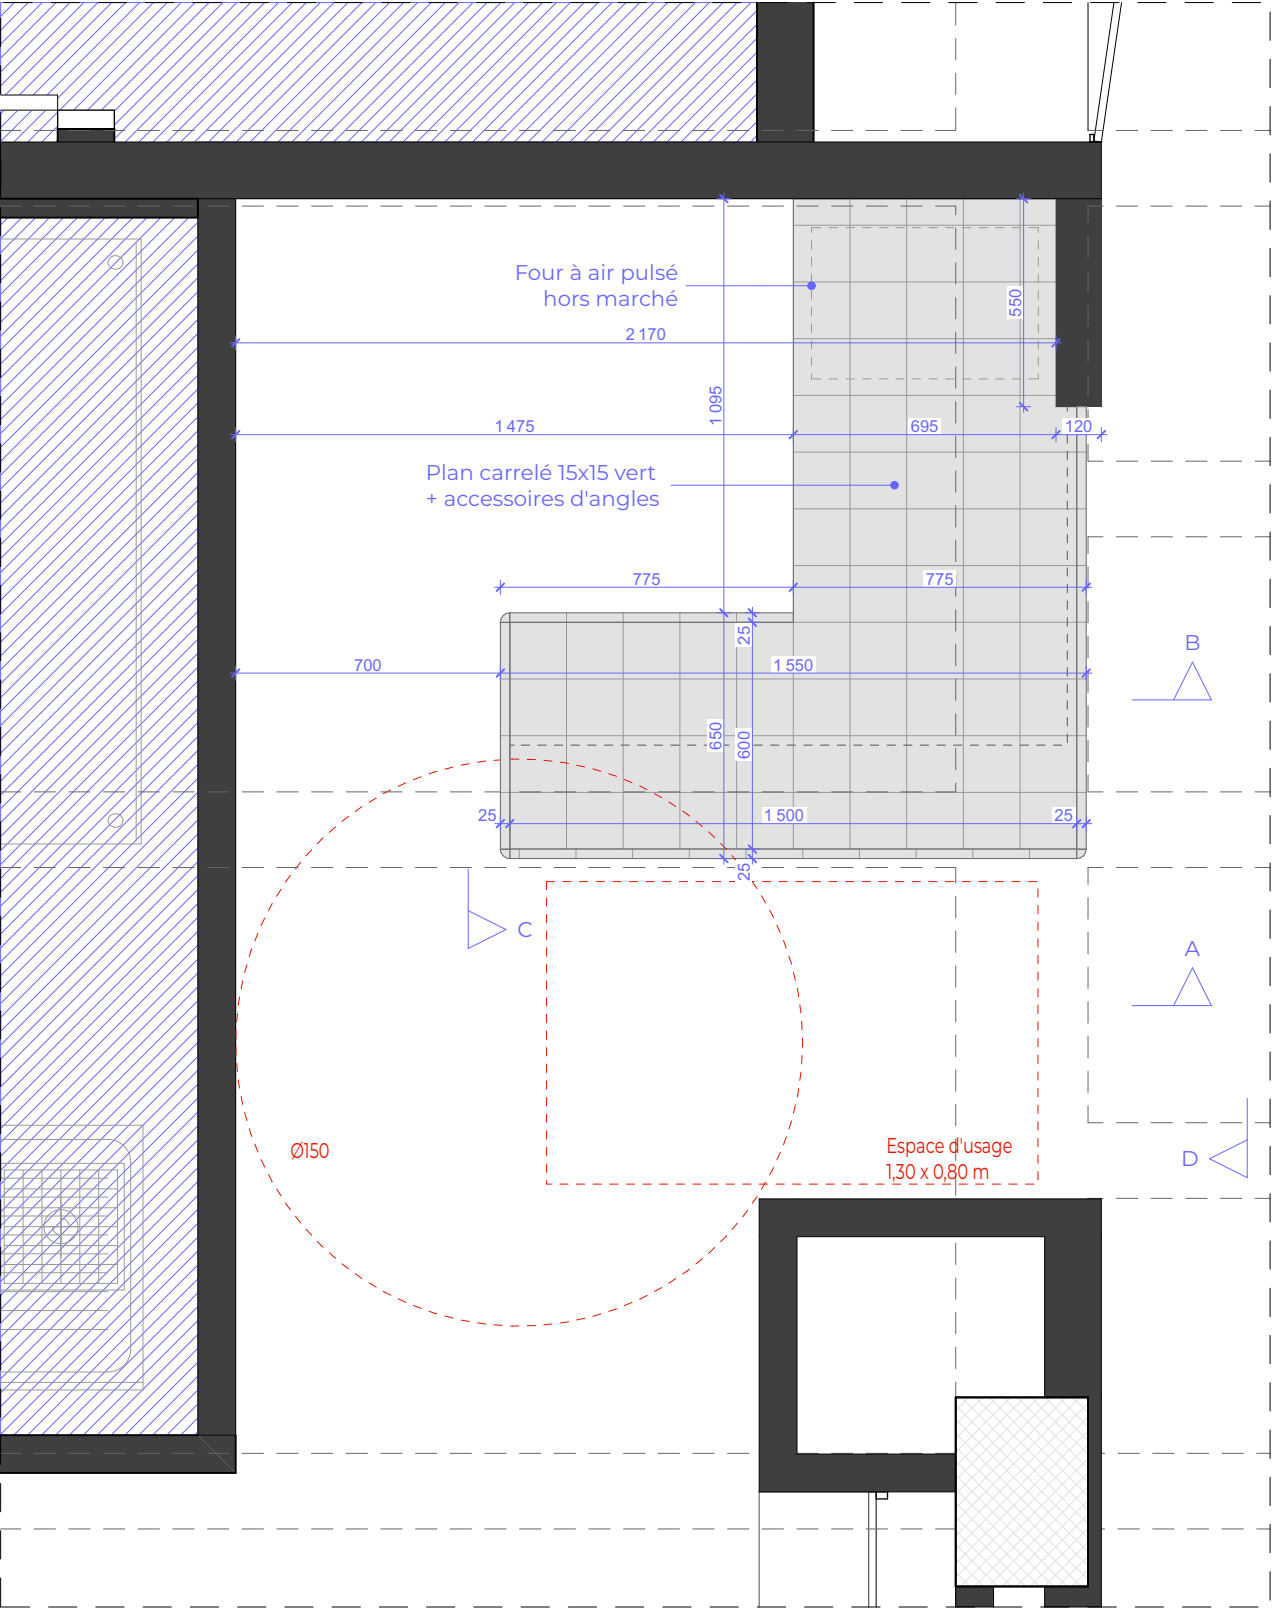 Four à air pulsé
hors marché
550
2 170
1 095
1 475
695
120
Plan carrelé 15x15 vert
+ accessoires d'angles
775
775
25
B
700
1 550
650
600
25
1 500
25
25
C
A
Ø150
Espace d'usage
1,30 x 0,80 m
D